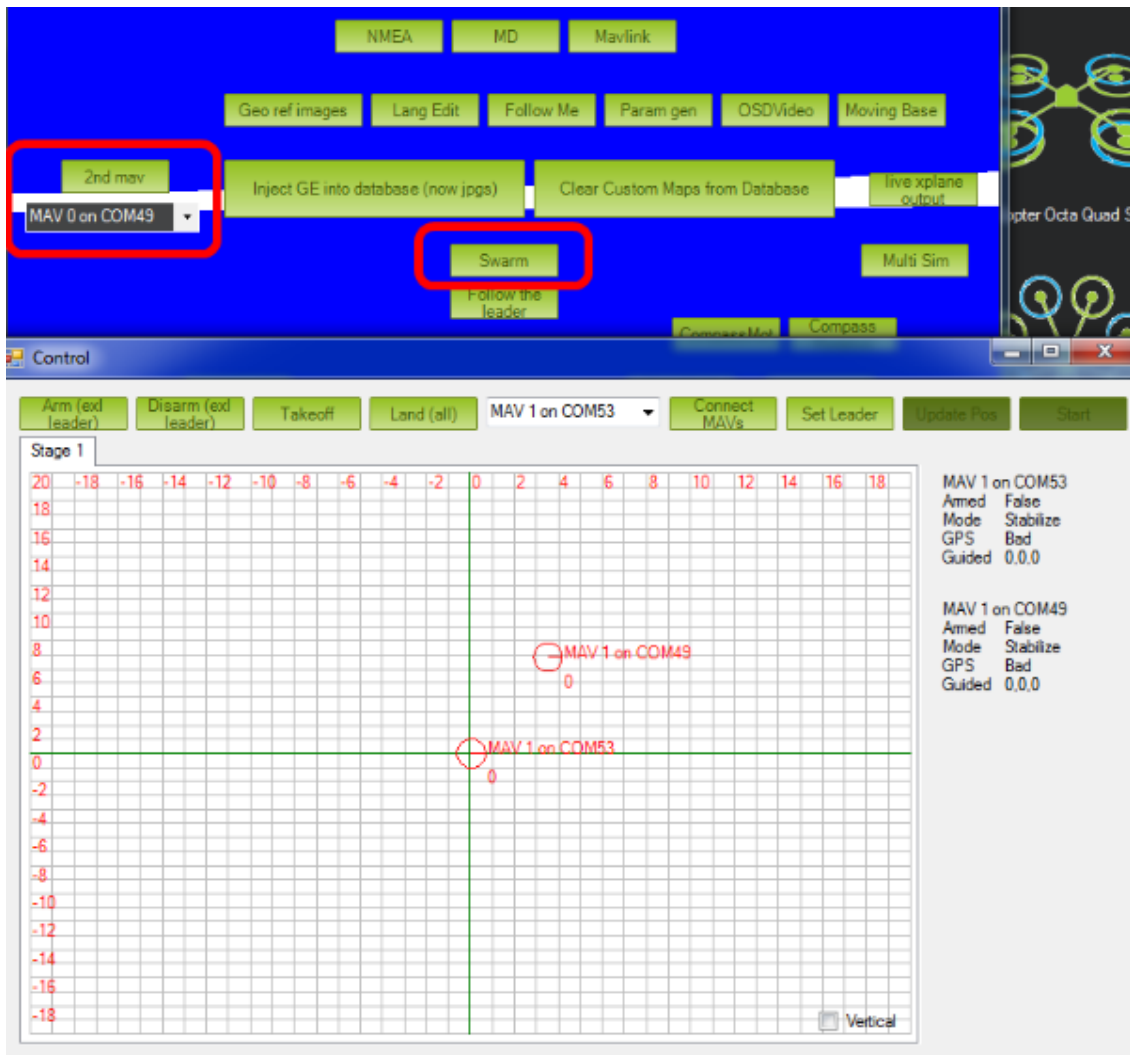 NMEA MD Mavlink
Geo ref images Lang Edit Follow Me Param gen OSDVideo Moving Base
2nd mav
Inject GE into database (now jpgs) Clear Custom Maps from Database
live xplane
output
MAV 0 on COM49
opter Octa Quad S
Swarm
Multi Sim
Follow the
leader
CompassMot
Compass
Control
Arm (exl
leader)
Disarm (exl
leader)
Takeoff
Land (all)
MAV 1 on COM53
Connect
MAVs
Set Leader
Update Pos
Start
Stage 1
20 -18 -16 -14 -12 -10 -8 -6 -4 -2 0 2 4 6 8 10 12 14 16 18
18
16
14
12
10
8
6
4
2
0
-2
-4
-6
-8
-10
-12
-14
-16
-18
MAV 1 on COM49
0
MAV 1 on COM53
0
Vertical
MAV 1 on COM53
Armed False
Mode Stabilize
GPS Bad
Guided 0,0,0
MAV 1 on COM49
Armed False
Mode Stabilize
GPS Bad
Guided 0,0,0